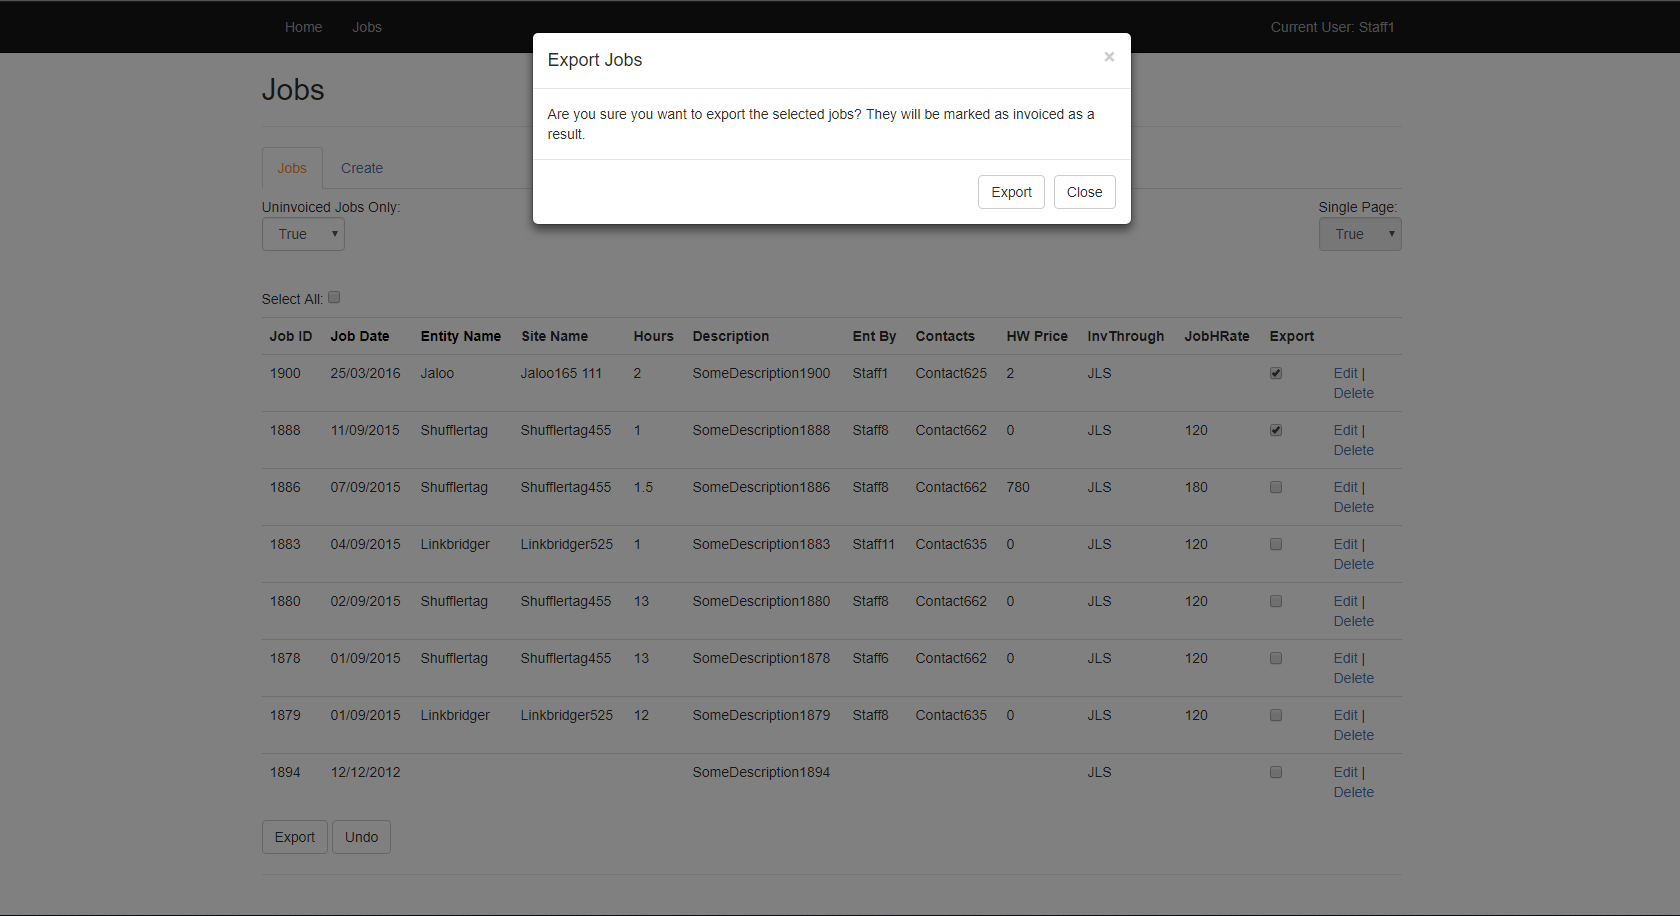 Home Jobs Current User: Staff1
Export Jobs ×
Jobs
Are you sure you want to export the selected jobs? They will be marked as invoiced as a
result.
Jobs Create
Export Close
Uninvoiced Jobs Only: Single Page:
True True
Select All:
Job ID Job Date Entity Name Site Name Hours Description Ent By Contacts HW Price InvThrough JobHRate Export
1900 25/03/2016 Jaloo Jaloo165 111 2 SomeDescription1900 Staff1 Contact625 2 JLS Edit |
Delete
1888 11/09/2015 Shufflertag Shufflertag455 1 SomeDescription1888 Staff8 Contact662 0 JLS 120 Edit |
Delete
1886 07/09/2015 Shufflertag Shufflertag455 1.5 SomeDescription1886 Staff8 Contact662 780 JLS 180 Edit |
Delete
1883 04/09/2015 Linkbridger Linkbridger525 1 SomeDescription1883 Staff11 Contact635 0 JLS 120 Edit |
Delete
1880 02/09/2015 Shufflertag Shufflertag455 13 SomeDescription1880 Staff8 Contact662 0 JLS 120 Edit |
Delete
1878 01/09/2015 Shufflertag Shufflertag455 13 SomeDescription1878 Staff6 Contact662 0 JLS 120 Edit |
Delete
1879 01/09/2015 Linkbridger Linkbridger525 12 SomeDescription1879 Staff8 Contact635 0 JLS 120 Edit |
Delete
1894 12/12/2012 SomeDescription1894 JLS Edit |
Delete
Export Undo